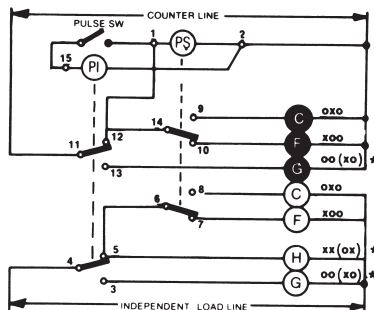 COUNTER LINE
PULSE SW
1 PS 2
15 PI
9 C oxo
14
12
11 10 F xoo
13 G oo(xo).*
8 C oxo
6
7 F xoo
5 H xx(ox).*
4
3 G oo(xo).*
INDEPENDENT LOAD LINE